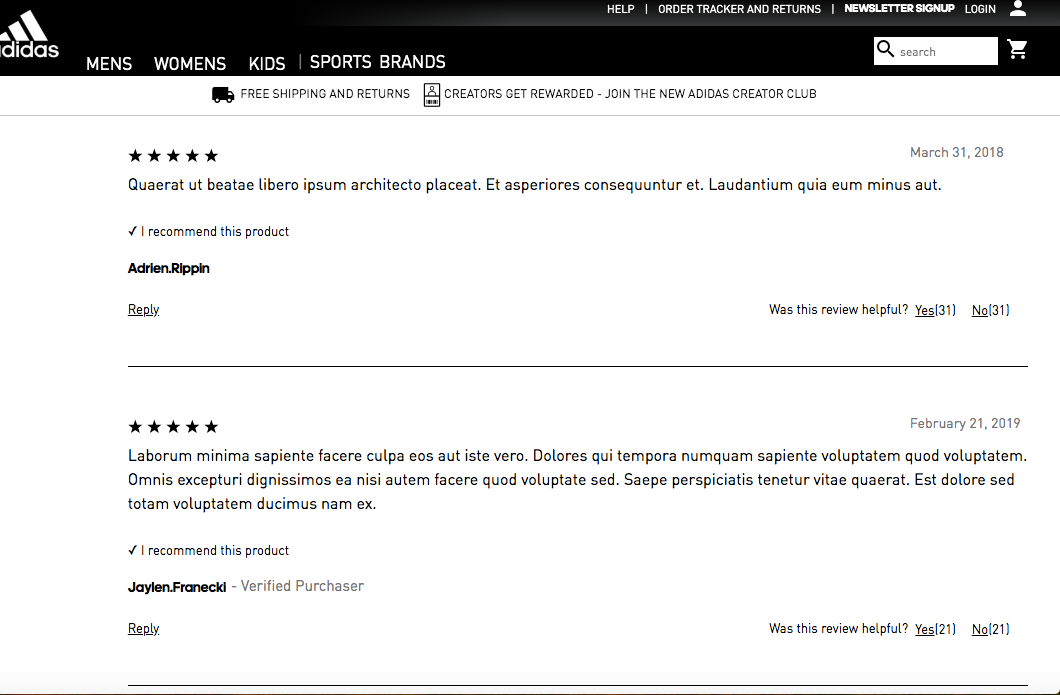 HELP | ORDER TRACKER AND RETURNS | NEWSLETTER SIGNUP LOGIN
adidas
MENS WOMENS KIDS | SPORTS BRANDS
search
FREE SHIPPING AND RETURNS CREATORS GET REWARDED - JOIN THE NEW ADIDAS CREATOR CLUB
★ ★ ★ ★ ★ March 31, 2018
Quaerat ut beatae libero ipsum architecto placeat. Et asperiores consequuntur et. Laudantium quia eum minus aut.
✓ I recommend this product
Adrien.Rippin
Reply Was this review helpful? Yes(31) No(31)
★ ★ ★ ★ ★ February 21, 2019
Laborum minima sapiente facere culpa eos aut iste vero. Dolores qui tempora numquam sapiente voluptatem quod voluptatem.
Omnis excepturi dignissimos ea nisi autem facere quod voluptate sed. Saepe perspiciatis tenetur vitae quaerat. Est dolore sed
totam voluptatem ducimus nam ex.
✓ I recommend this product
Jaylen.Franecki - Verified Purchaser
Reply Was this review helpful? Yes(21) No(21)